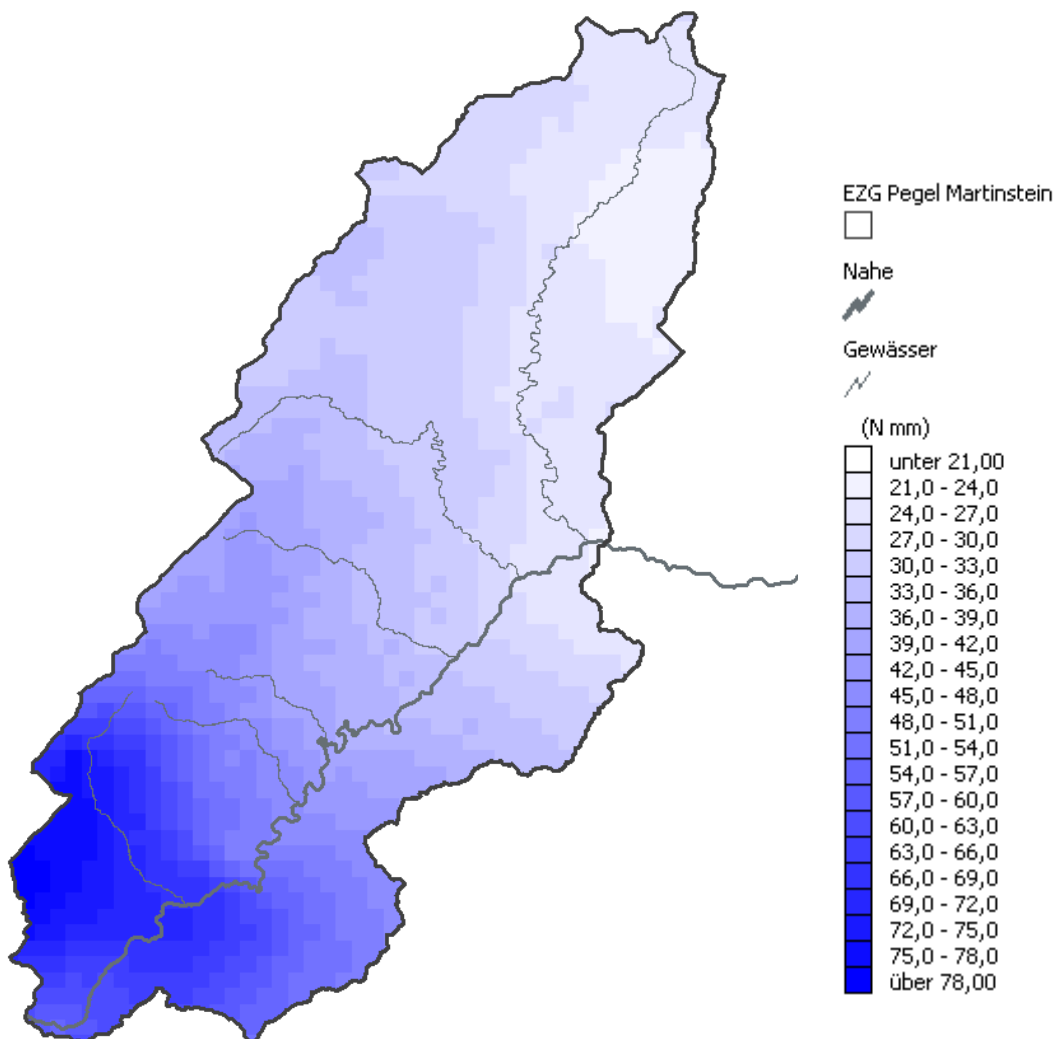 EZG Pegel Martinstein
Nahe
Gewässer
(N mm)
unter 21,00
21,0 - 24,0
24,0 - 27,0
27,0 - 30,0
30,0 - 33,0
33,0 - 36,0
36,0 - 39,0
39,0 - 42,0
42,0 - 45,0
45,0 - 48,0
48,0 - 51,0
51,0 - 54,0
54,0 - 57,0
57,0 - 60,0
60,0 - 63,0
63,0 - 66,0
66,0 - 69,0
69,0 - 72,0
72,0 - 75,0
75,0 - 78,0
über 78,00